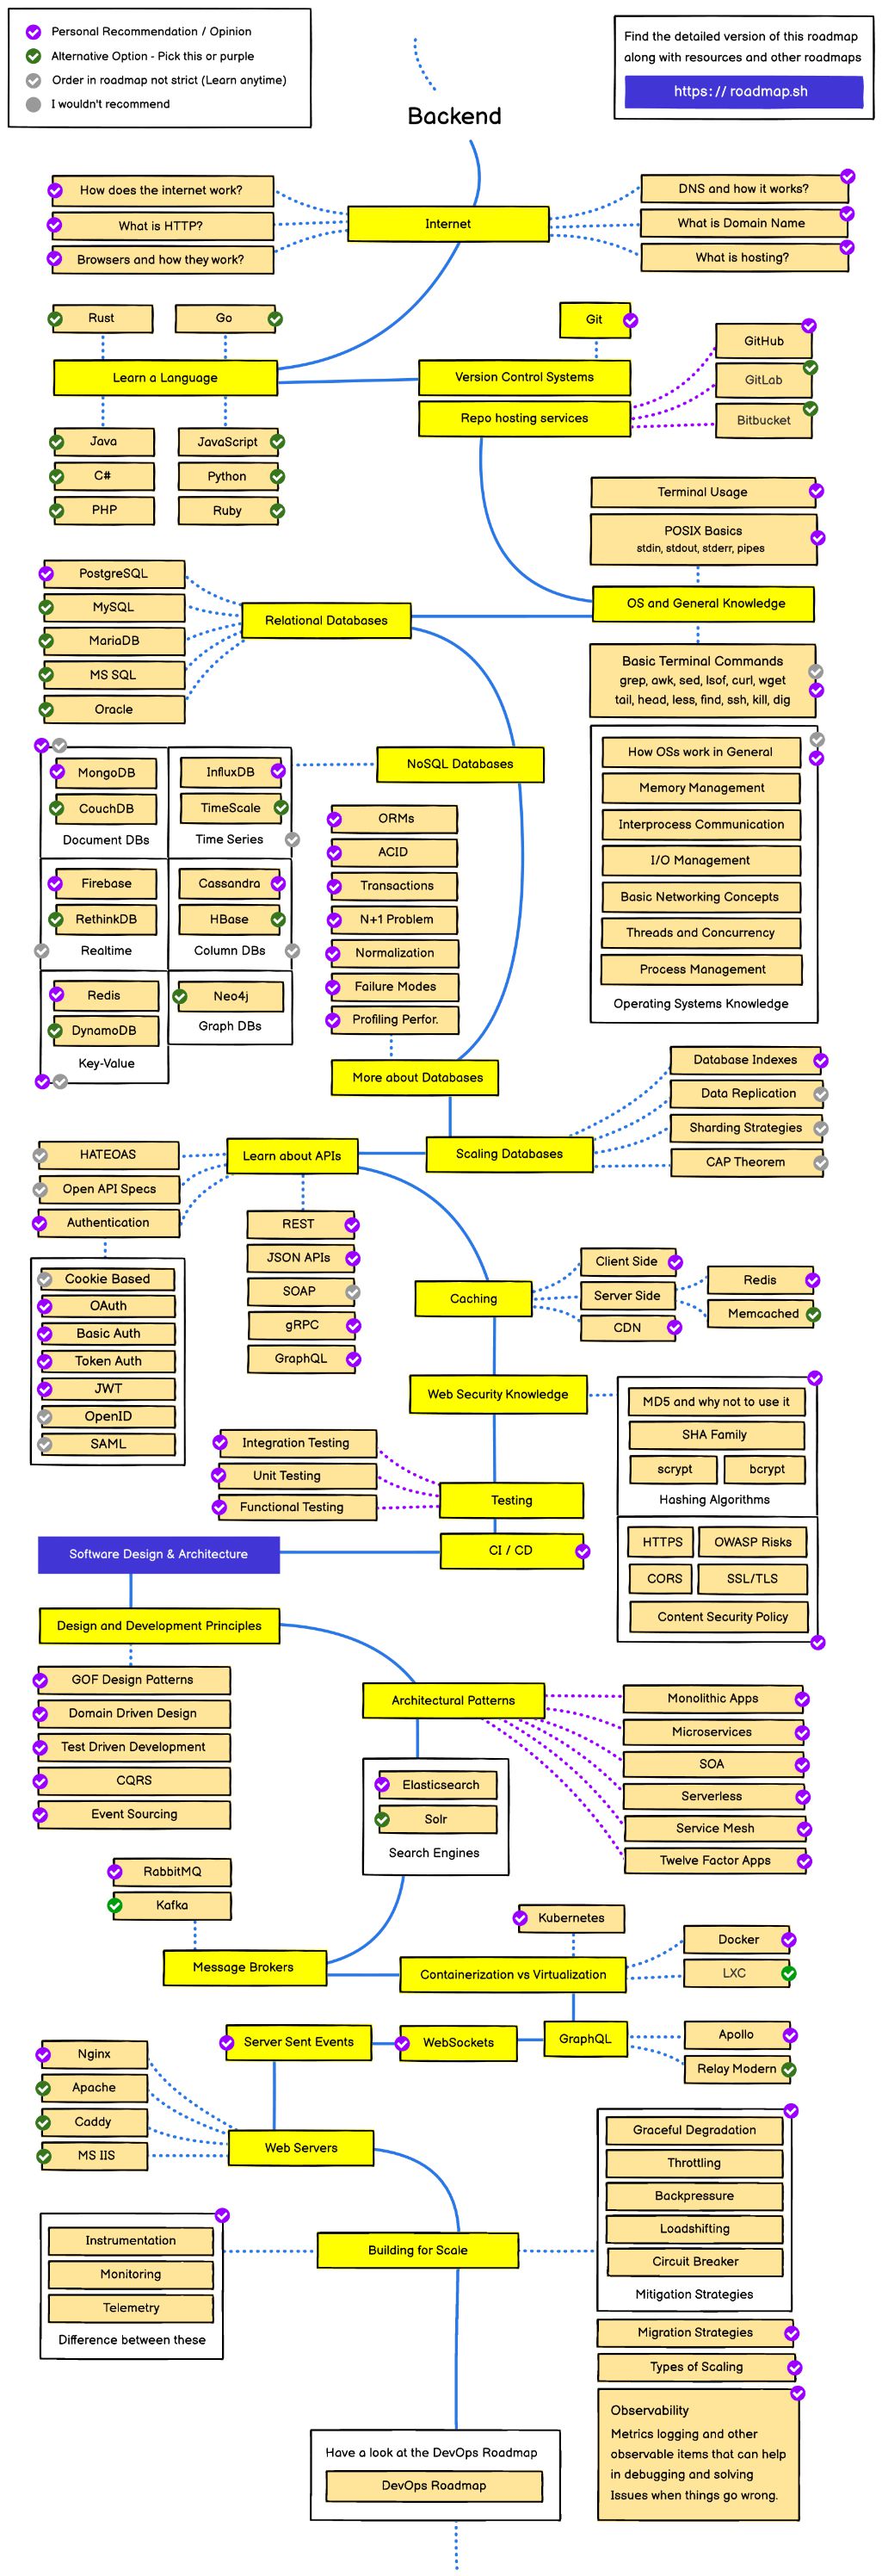 Personal Recommendation / Opinion
Alternative Option - Pick this or purple
Order in roadmap not strict (Learn anytime)
I wouldn't recommend
Find the detailed version of this roadmap
along with resources and other roadmaps
https:// roadmap.sh
Backend
How does the internet work?
What is HTTP?
Browsers and how they work?
Internet
DNS and how it works?
What is Domain Name
What is hosting?
Rust
Go
Learn a Language
Java
C#
PHP
JavaScript
Python
Ruby
Git
Version Control Systems
Repo hosting services
GitHub
GitLab
Bitbucket
Terminal Usage
POSIX Basics
stdin, stdout, stderr, pipes
OS and General Knowledge
Basic Terminal Commands
grep, awk, sed, lsof, curl, wget
tail, head, less, find, ssh, kill, dig
How OSs work in General
Memory Management
Interprocess Communication
I/O Management
Basic Networking Concepts
Threads and Concurrency
Process Management
Operating Systems Knowledge
PostgreSQL
MySQL
MariaDB
MS SQL
Oracle
Relational Databases
NoSQL Databases
MongoDB
CouchDB
Document DBs
InfluxDB
TimeScale
Time Series
Firebase
RethinkDB
Realtime
Cassandra
HBase
Column DBs
Redis
DynamoDB
Key-Value
Neo4j
Graph DBs
ORMs
ACID
Transactions
N+1 Problem
Normalization
Failure Modes
Profiling Perfor.
More about Databases
Database Indexes
Data Replication
Sharding Strategies
CAP Theorem
Scaling Databases
Learn about APIs
HATEOAS
Open API Specs
Authentication
Cookie Based
OAuth
Basic Auth
Token Auth
JWT
OpenID
SAML
REST
JSON APIs
SOAP
gRPC
GraphQL
Caching
Client Side
Server Side
CDN
Redis
Memcached
Web Security Knowledge
MD5 and why not to use it
SHA Family
scrypt
bcrypt
Hashing Algorithms
HTTPS
OWASP Risks
CORS
SSL/TLS
Content Security Policy
Integration Testing
Unit Testing
Functional Testing
Testing
CI / CD
Software Design & Architecture
Design and Development Principles
GOF Design Patterns
Domain Driven Design
Test Driven Development
CQRS
Event Sourcing
Architectural Patterns
Monolithic Apps
Microservices
SOA
Serverless
Service Mesh
Twelve Factor Apps
Elasticsearch
Solr
Search Engines
RabbitMQ
Kafka
Message Brokers
Kubernetes
Containerization vs Virtualization
Docker
LXC
Server Sent Events
WebSockets
GraphQL
Apollo
Relay Modern
Nginx
Apache
Caddy
MS IIS
Web Servers
Graceful Degradation
Throttling
Backpressure
Loadshifting
Circuit Breaker
Mitigation Strategies
Instrumentation
Monitoring
Telemetry
Difference between these
Building for Scale
Migration Strategies
Types of Scaling
Observability
Metrics logging and other
observable items that can help
in debugging and solving
Issues when things go wrong.
Have a look at the DevOps Roadmap
DevOps Roadmap